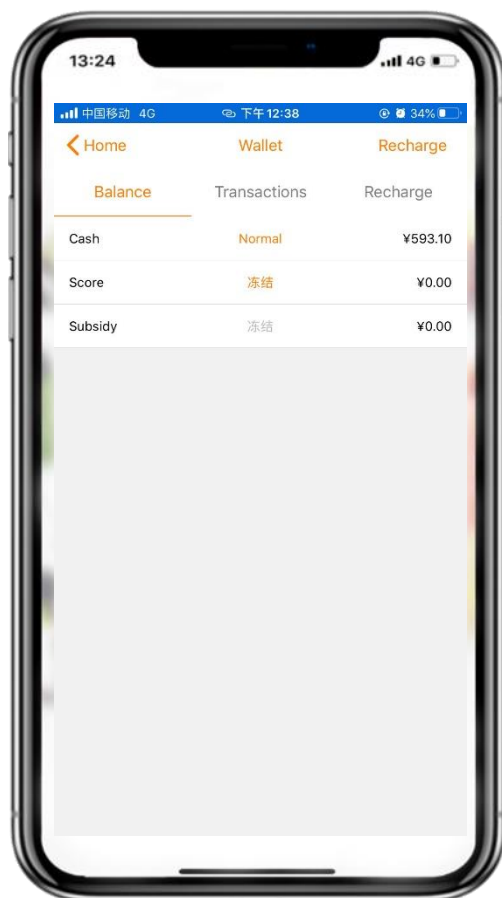 13:24 4G
中国移动 4G 下午12:38 34%
Home Wallet Recharge
Balance Transactions Recharge
Cash Normal ¥593.10
Score 冻结 ¥0.00
Subsidy 冻结 ¥0.00